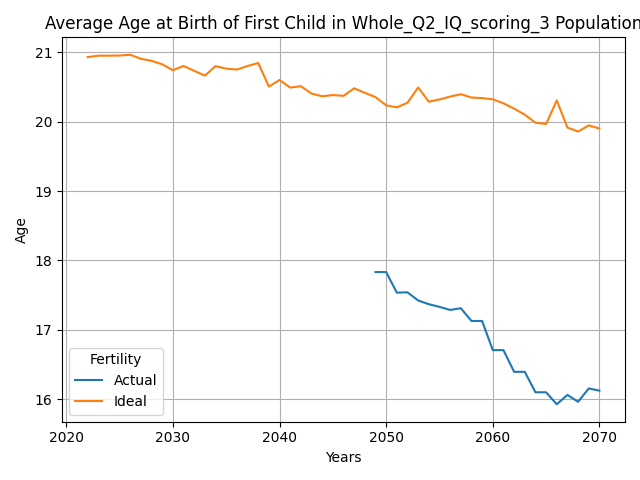 Average Age at Birth of First Child in Whole_Q2_IQ_scoring_3 Population
21
20
19
18
17
16
Age
Fertility
Actual
Ideal
2020 2030 2040 2050 2060 2070
Years